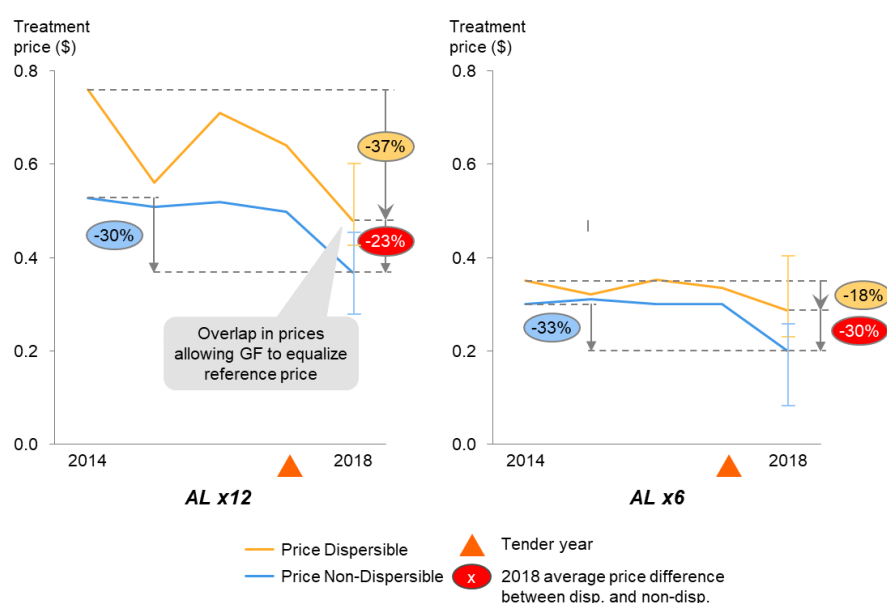 Treatment
price ($)
0.8
0.6
0.4
0.2
0.0
-37%
-30%
-23%
Overlap in prices
allowing GF to equalize
reference price
2014
2018
AL x12
Treatment
price ($)
0.8
0.6
0.4
0.2
0.0
-18%
-33%
-30%
2014
2018
AL x6
Price Dispersible
Price Non-Dispersible
Tender year
x
2018 average price difference
between disp. and non-disp.